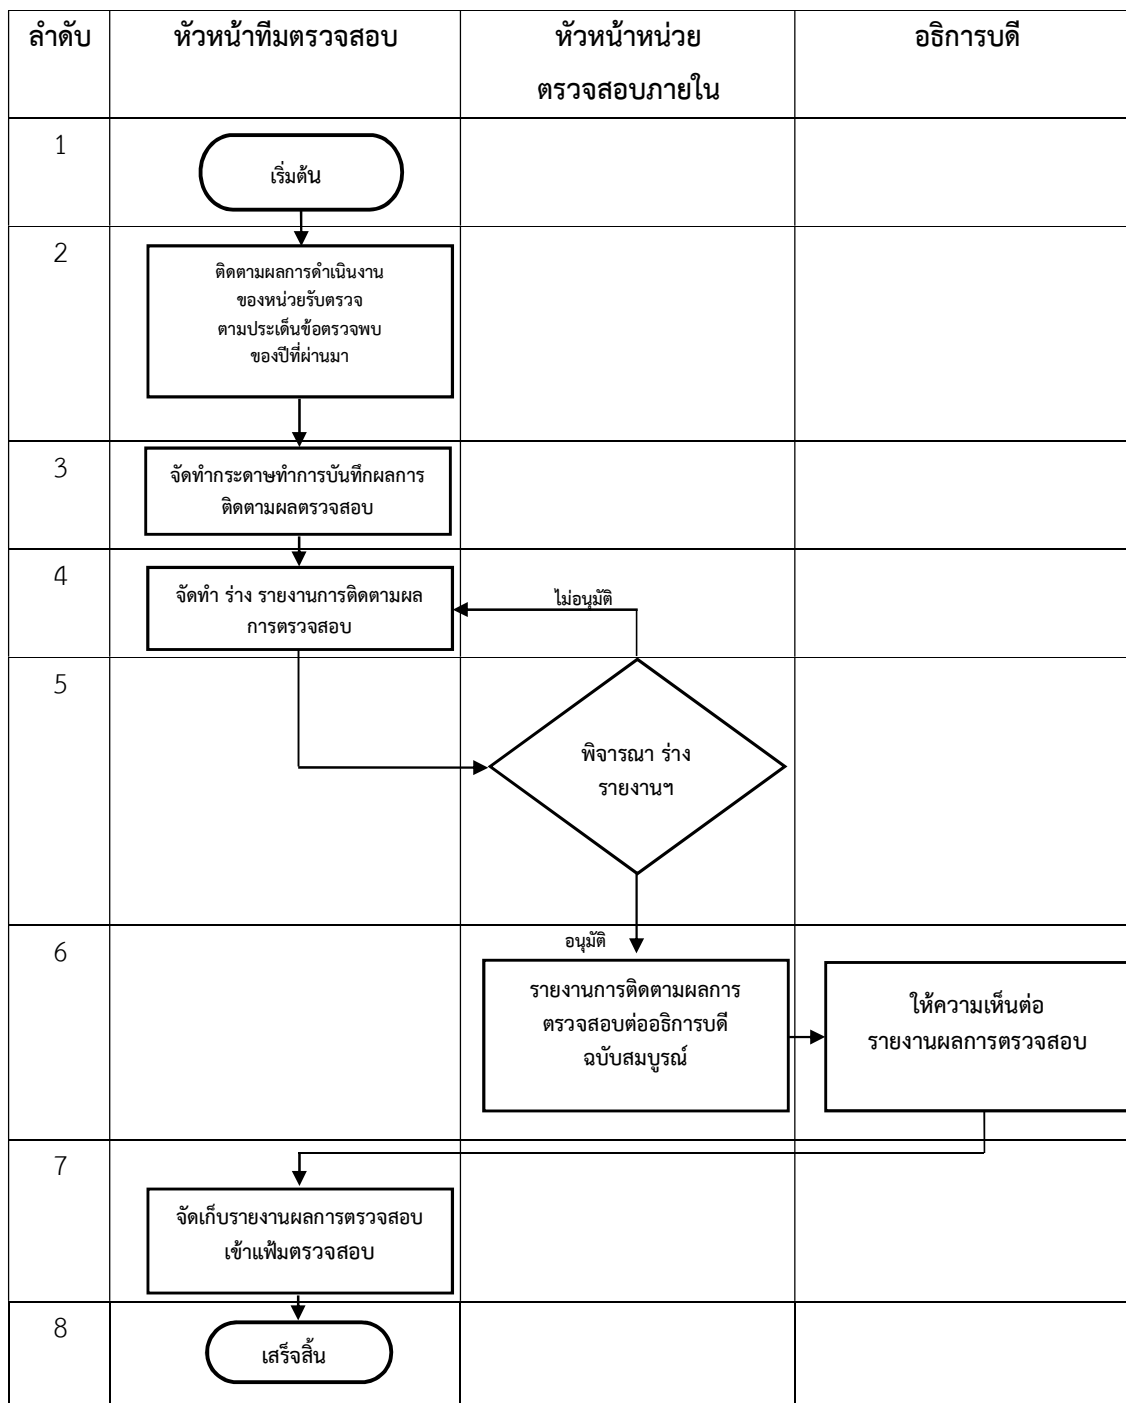 ลำดับ
หัวหน้าทีมตรวจสอบ
หัวหน้าหน่วย
ตรวจสอบภายใน
อธิการบดี
1
เริ่มต้น
2
ติดตามผลการดำเนินงาน
ของหน่วยรับตรวจ
ตามประเด็นข้อตรวจพบ
ของปีที่ผ่านมา
3
จัดทำกระดาษทำการบันทึกผลการ
ติดตามผลตรวจสอบ
4
จัดทำ ร่าง รายงานการติดตามผล
การตรวจสอบ
ไม่อนุมัติ
5
พิจารณา ร่าง
รายงานฯ
6
อนุมัติ
รายงานการติดตามผลการ
ตรวจสอบต่ออธิการบดี
ฉบับสมบูรณ์
ให้ความเห็นต่อ
รายงานผลการตรวจสอบ
7
จัดเก็บรายงานผลการตรวจสอบ
เข้าแฟ้มตรวจสอบ
8
เสร็จสิ้น